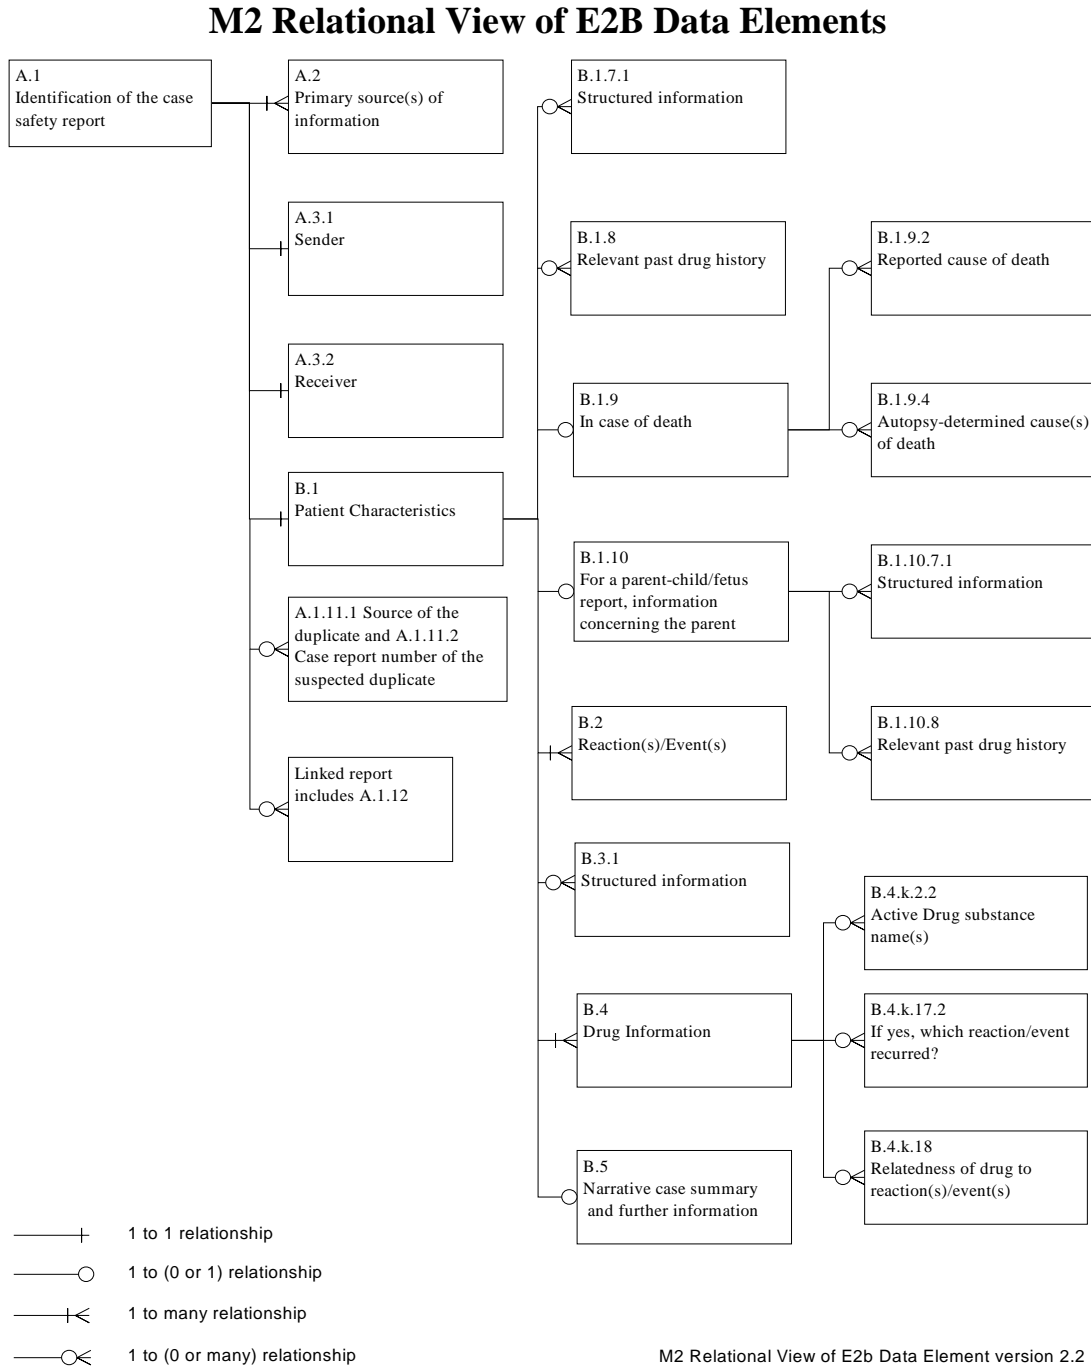 M2 Relational View of E2B Data Elements
A.1
Identification of the case
safety report
A.2
Primary source(s) of
information
A.3.1
Sender
A.3.2
Receiver
B.1
Patient Characteristics
A.1.11.1 Source of the
duplicate and A.1.11.2
Case report number of the
suspected duplicate
Linked report
includes A.1.12
B.1.7.1
Structured information
B.1.8
Relevant past drug history
B.1.9
In case of death
B.1.10
For a parent-child/fetus
report, information
concerning the parent
B.2
Reaction(s)/Event(s)
B.3.1
Structured information
B.4
Drug Information
B.5
Narrative case summary
and further information
B.1.9.2
Reported cause of death
B.1.9.4
Autopsy-determined cause(s)
of death
B.1.10.7.1
Structured information
B.1.10.8
Relevant past drug history
B.4.k.2.2
Active Drug substance
name(s)
B.4.k.17.2
If yes, which reaction/event
recurred?
B.4.k.18
Relatedness of drug to
reaction(s)/event(s)
1 to 1 relationship
1 to (0 or 1) relationship
1 to many relationship
1 to (0 or many) relationship
M2 Relational View of E2b Data Element version 2.2